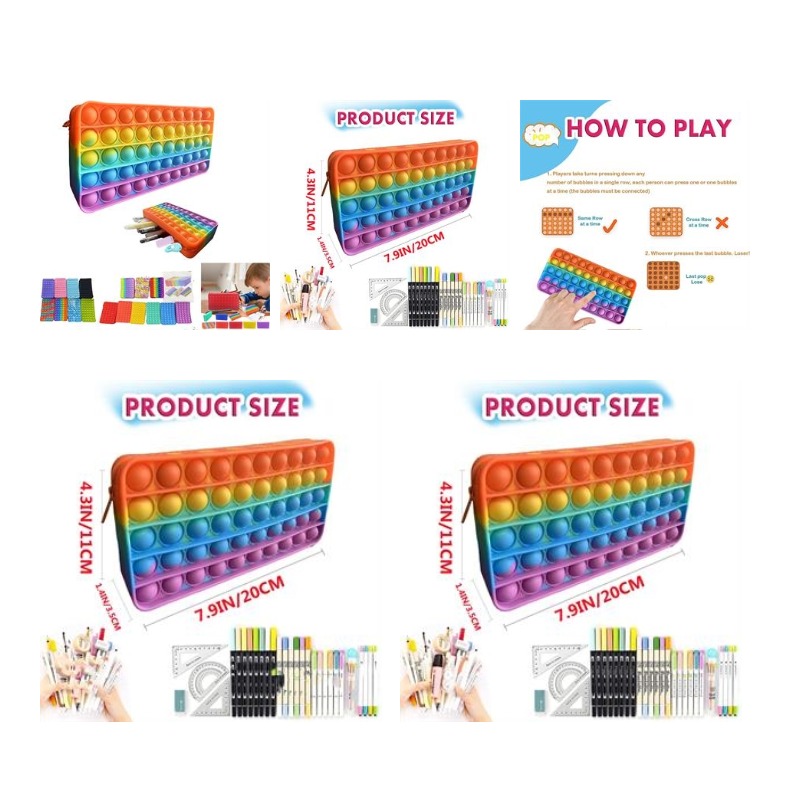 PRODUCT SIZE
4.3IN/11CM
1.4IN/3.5CM
7.9IN/20CM
POP
HOW TO PLAY
1. Players take turns pressing down any
number of bubbles in a single row, each person can press one or one bubbles
at a time (the bubbles must be connected)
Same Row
at a time
Cross Row
at a time
2. Whoever presses the last bubble. Loser!
Last pop
Lose
PRODUCT SIZE
4.3IN/11CM
1.4IN/3.5CM
7.9IN/20CM
PRODUCT SIZE
4.3IN/11CM
1.4IN/3.5CM
7.9IN/20CM